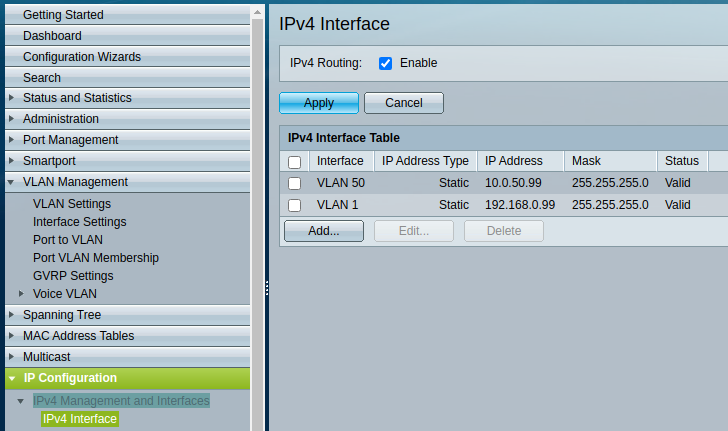 Getting Started
Dashboard
Configuration Wizards
Search
Status and Statistics
Administration
Port Management
Smartport
VLAN Management
VLAN Settings
Interface Settings
Port to VLAN
Port VLAN Membership
GVRP Settings
Voice VLAN
Spanning Tree
MAC Address Tables
Multicast
IP Configuration
IPv4 Management and Interfaces
IPv4 Interface
IPv4 Interface
IPv4 Routing: Enable
Apply Cancel
IPv4 Interface Table
Interface IP Address Type IP Address Mask Status
VLAN 50 Static 10.0.50.99 255.255.255.0 Valid
VLAN 1 Static 192.168.0.99 255.255.255.0 Valid
Add... Edit... Delete